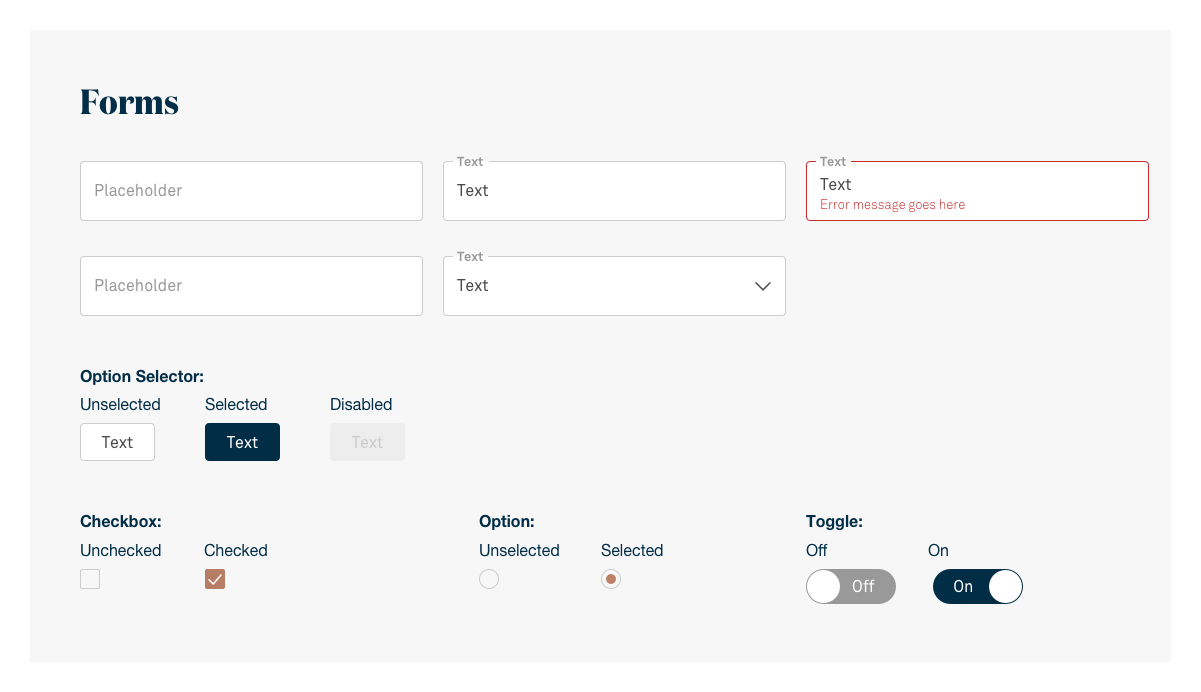 Forms
Placeholder
Text
Text
Text
Text
Error message goes here
Placeholder
Text
Text
Option Selector:
Unselected Selected Disabled
Text Text Text
Checkbox:
Unchecked Checked
Option:
Unselected Selected
Toggle:
Off On
Off On